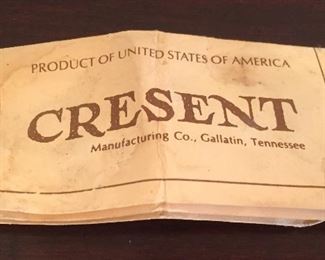 PRODUCT OF UNITED STATES OF AMERICA
CRESENT
Manufacturing Co., Gallatin, Tennessee